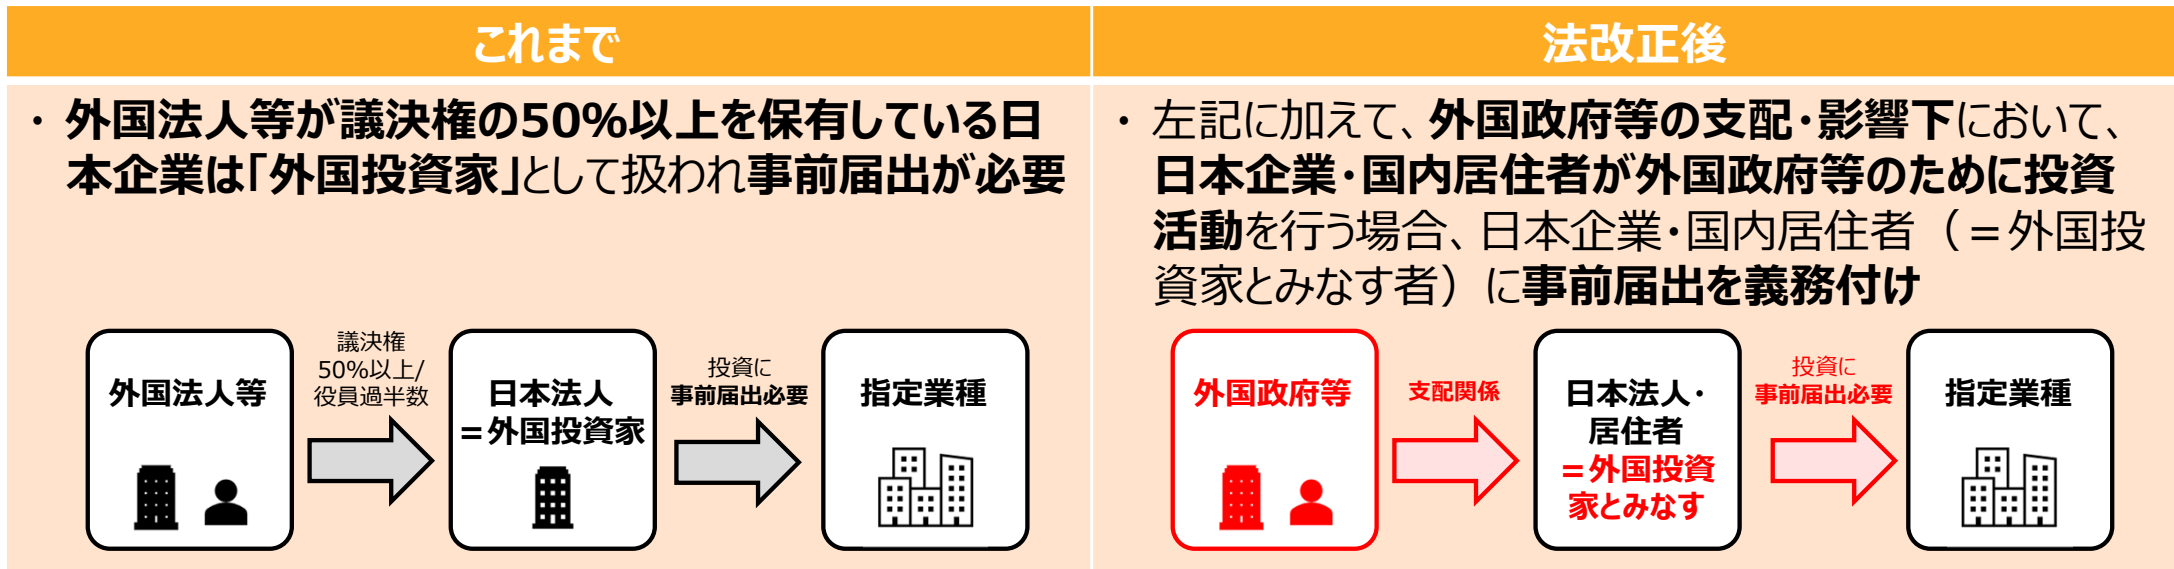 これまで
・ 外国法人等が議決権の50%以上を保有している日
本企業は｢外国投資家｣として扱われ事前届出が必要
外国法人等
議決権
50%以上/
役員過半数
日本法人
＝外国投資家
投資に
事前届出必要
指定業種
法改正後
・ 左記に加えて、外国政府等の支配・影響下において、
日本企業・国内居住者が外国政府等のために投資
活動を行う場合、日本企業・国内居住者（＝外国投
資家とみなす者）に事前届出を義務付け
外国政府等
支配関係
日本法人・
居住者
＝外国投資
家とみなす
投資に
事前届出必要
指定業種